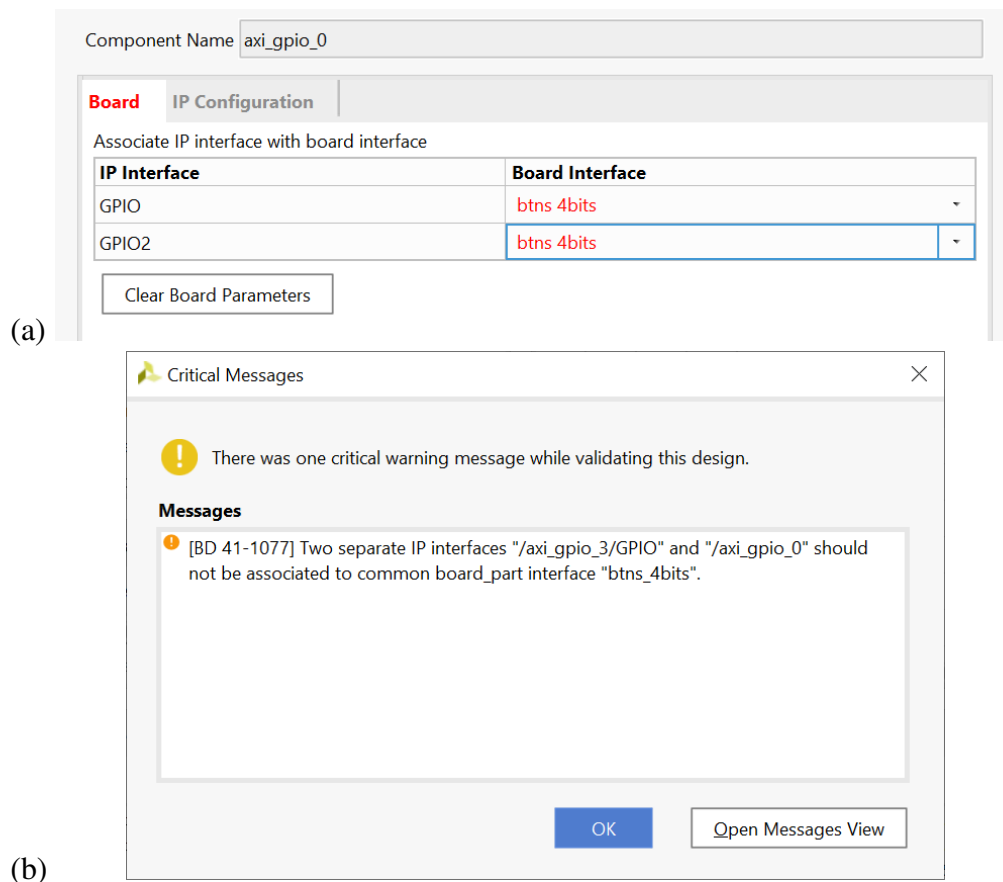 Component Name axi_gpio_0
Board IP Configuration
Associate IP interface with board interface
IP Interface Board Interface
GPIO btns 4bits
GPIO2 btns 4bits
Clear Board Parameters
(a)
Critical Messages
There was one critical warning message while validating this design.
Messages
[BD 41-1077] Two separate IP interfaces "/axi_gpio_3/GPIO" and "/axi_gpio_0" should
not be associated to common board_part interface "btns_4bits".
OK Open Messages View
(b)